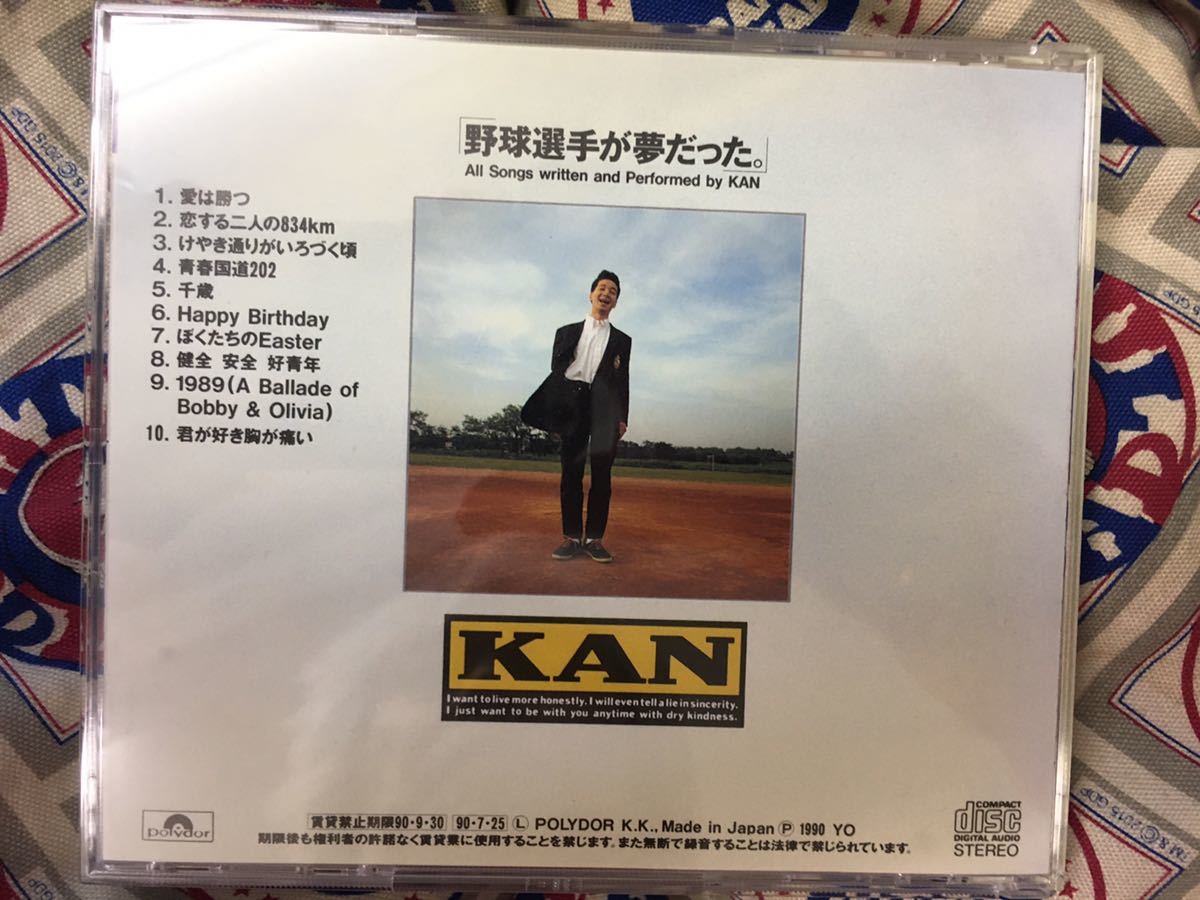 「野球選手が夢だった。」
All Songs written and Performed by KAN
1. 愛は勝つ
2. 恋する二人の834km
3. けやき通りがいろづく頃
4. 青春国道202
5. 千歳
6. Happy Birthday
7. ぼくたちのEaster
8. 健全 安全 好青年
9. 1989(A Ballade of
Bobby & Olivia)
10. 君が好き胸が痛い
KAN
I want to live more honestly. I will even tell a lie in sincerity.
I just want to be with you anytime with dry kindness.
polydor
賃貸禁止期限90・9・30 90・7・25 Ⓛ POLYDOR K.K., Made in Japan Ⓟ 1990 YO
期限後も権利者の許諾なく賃貸業に使用することを禁じます。また無断で録音することは法律で禁じられています。
COMPACT
disc
DIGITAL AUDIO
STEREO